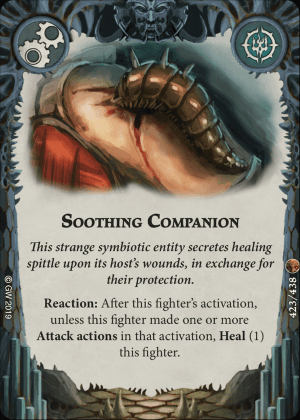 Soothing Companion
This strange symbiotic entity secretes healing
spittle upon its host's wounds, in exchange for
their protection.
Reaction: After this fighter's activation,
unless this fighter made one or more
Attack actions in that activation, Heal (1)
this fighter.
© GW 2019
423/438